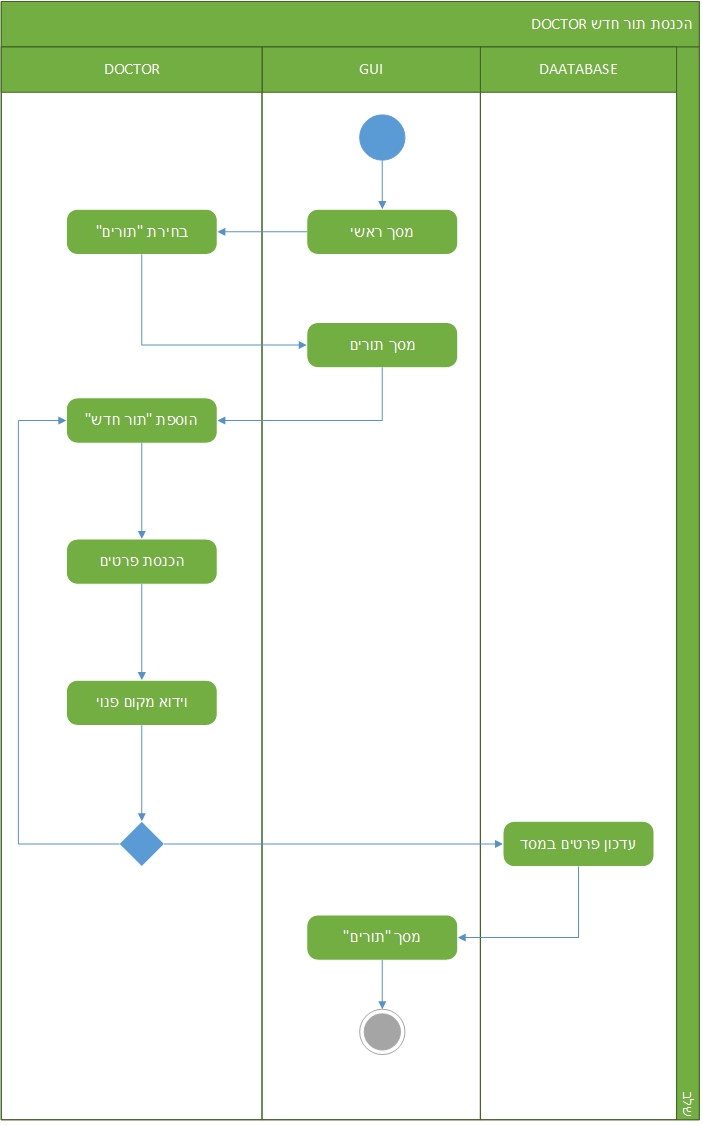 הכנסת תור חדש DOCTOR
DOCTOR
GUI
DAATABASE
מסך ראשי
בחירת "תורים"
מסך תורים
הוספת "תור חדש"
הכנסת פרטים
וידוא מקום פנוי
עדכון פרטים במסד
מסך "תורים"
שלב